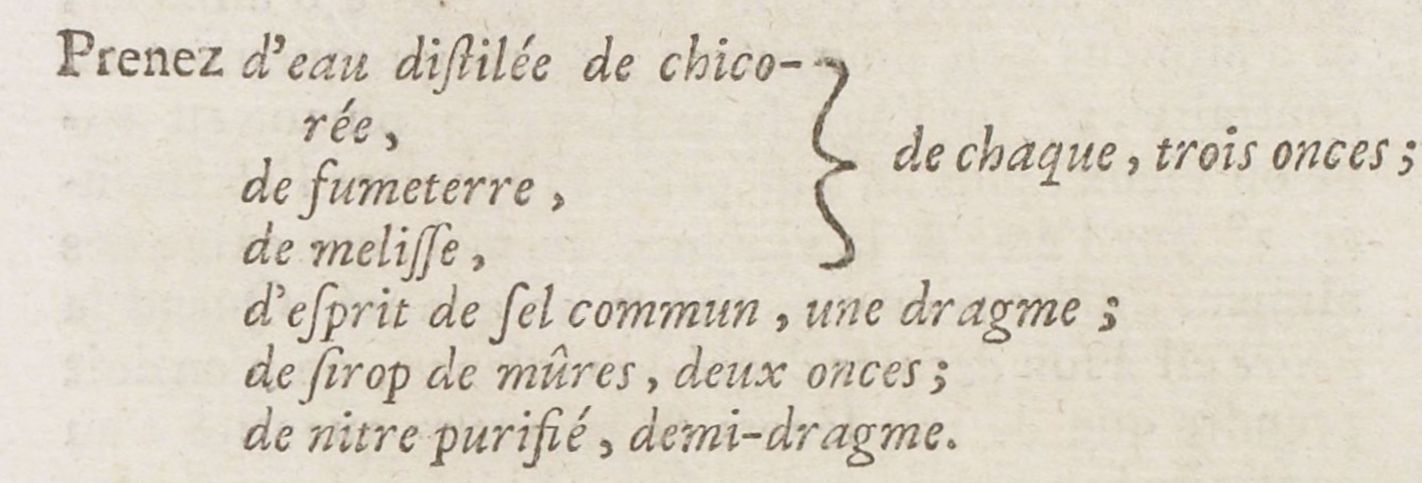 Prenez d'eau diſtilée de chico-
rée,
de chaque, trois onces;
de fumeterre,
de meliſſe,
d'eſprit de ſel commun, une dragme;
de ſirop de mûres, deux onces;
de nitre purifié, demi-dragme.